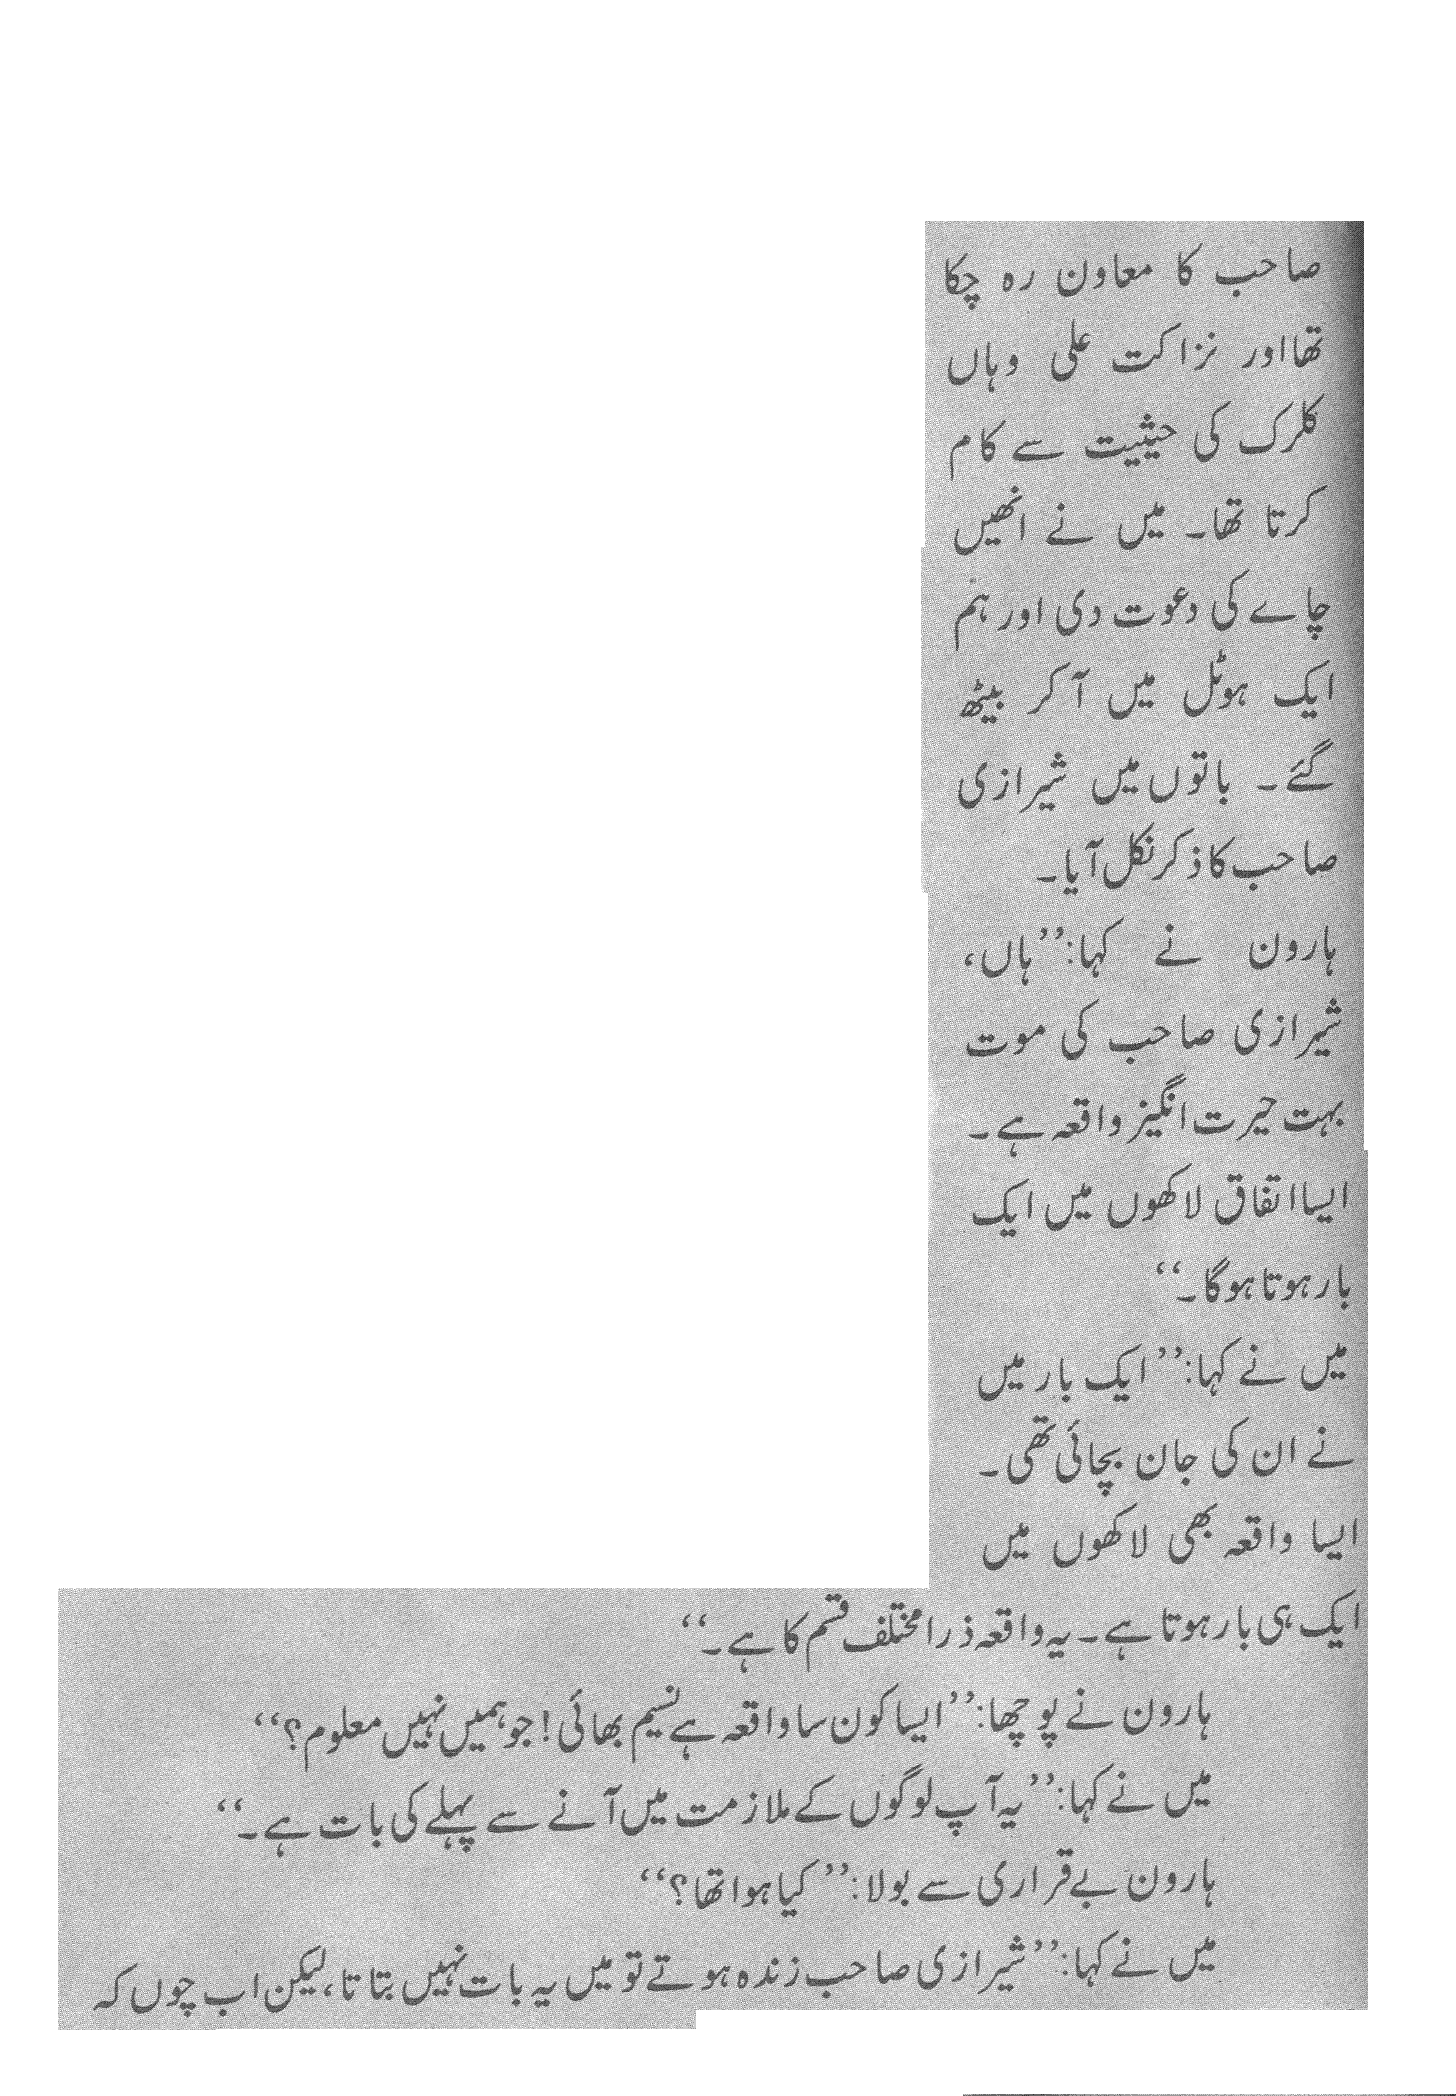 صاحب کا معاون رہ چکا
تھا اور نزاکت علی وہاں
کلرک کی حیثیت سے کام
کرتا تھا۔ میں نے انھیں
چاے کی دعوت دی اور ہم
ایک ہوٹل میں آ کر بیٹھ
گئے۔ باتوں میں شیرازی
صاحب کا ذکر نکل آیا۔
ہارون نے کہا: ’’ہاں،
شیرازی صاحب کی موت
بہت حیرت انگیز واقعہ ہے۔
ایسا اتفاق لاکھوں میں ایک
بار ہوتا ہوگا۔‘‘
میں نے کہا: ’’ایک بار میں
نے ان کی جان بچائی تھی۔
ایسا واقعہ بھی لاکھوں میں
ایک ہی بار ہوتا ہے۔ یہ واقعہ ذرا مختلف قسم کا ہے۔‘‘
ہارون نے پوچھا: ’’ایسا کون سا واقعہ ہے نسیم بھائی! جو ہمیں نہیں معلوم؟‘‘
میں نے کہا: ’’یہ آپ لوگوں کے ملازمت میں آنے سے پہلے کی بات ہے۔‘‘
ہارون بے قراری سے بولا: ’’کیا ہوا تھا؟‘‘
میں نے کہا: ’’شیرازی صاحب زندہ ہوتے تو میں یہ بات نہیں بتاتا، لیکن اب چوں کہ